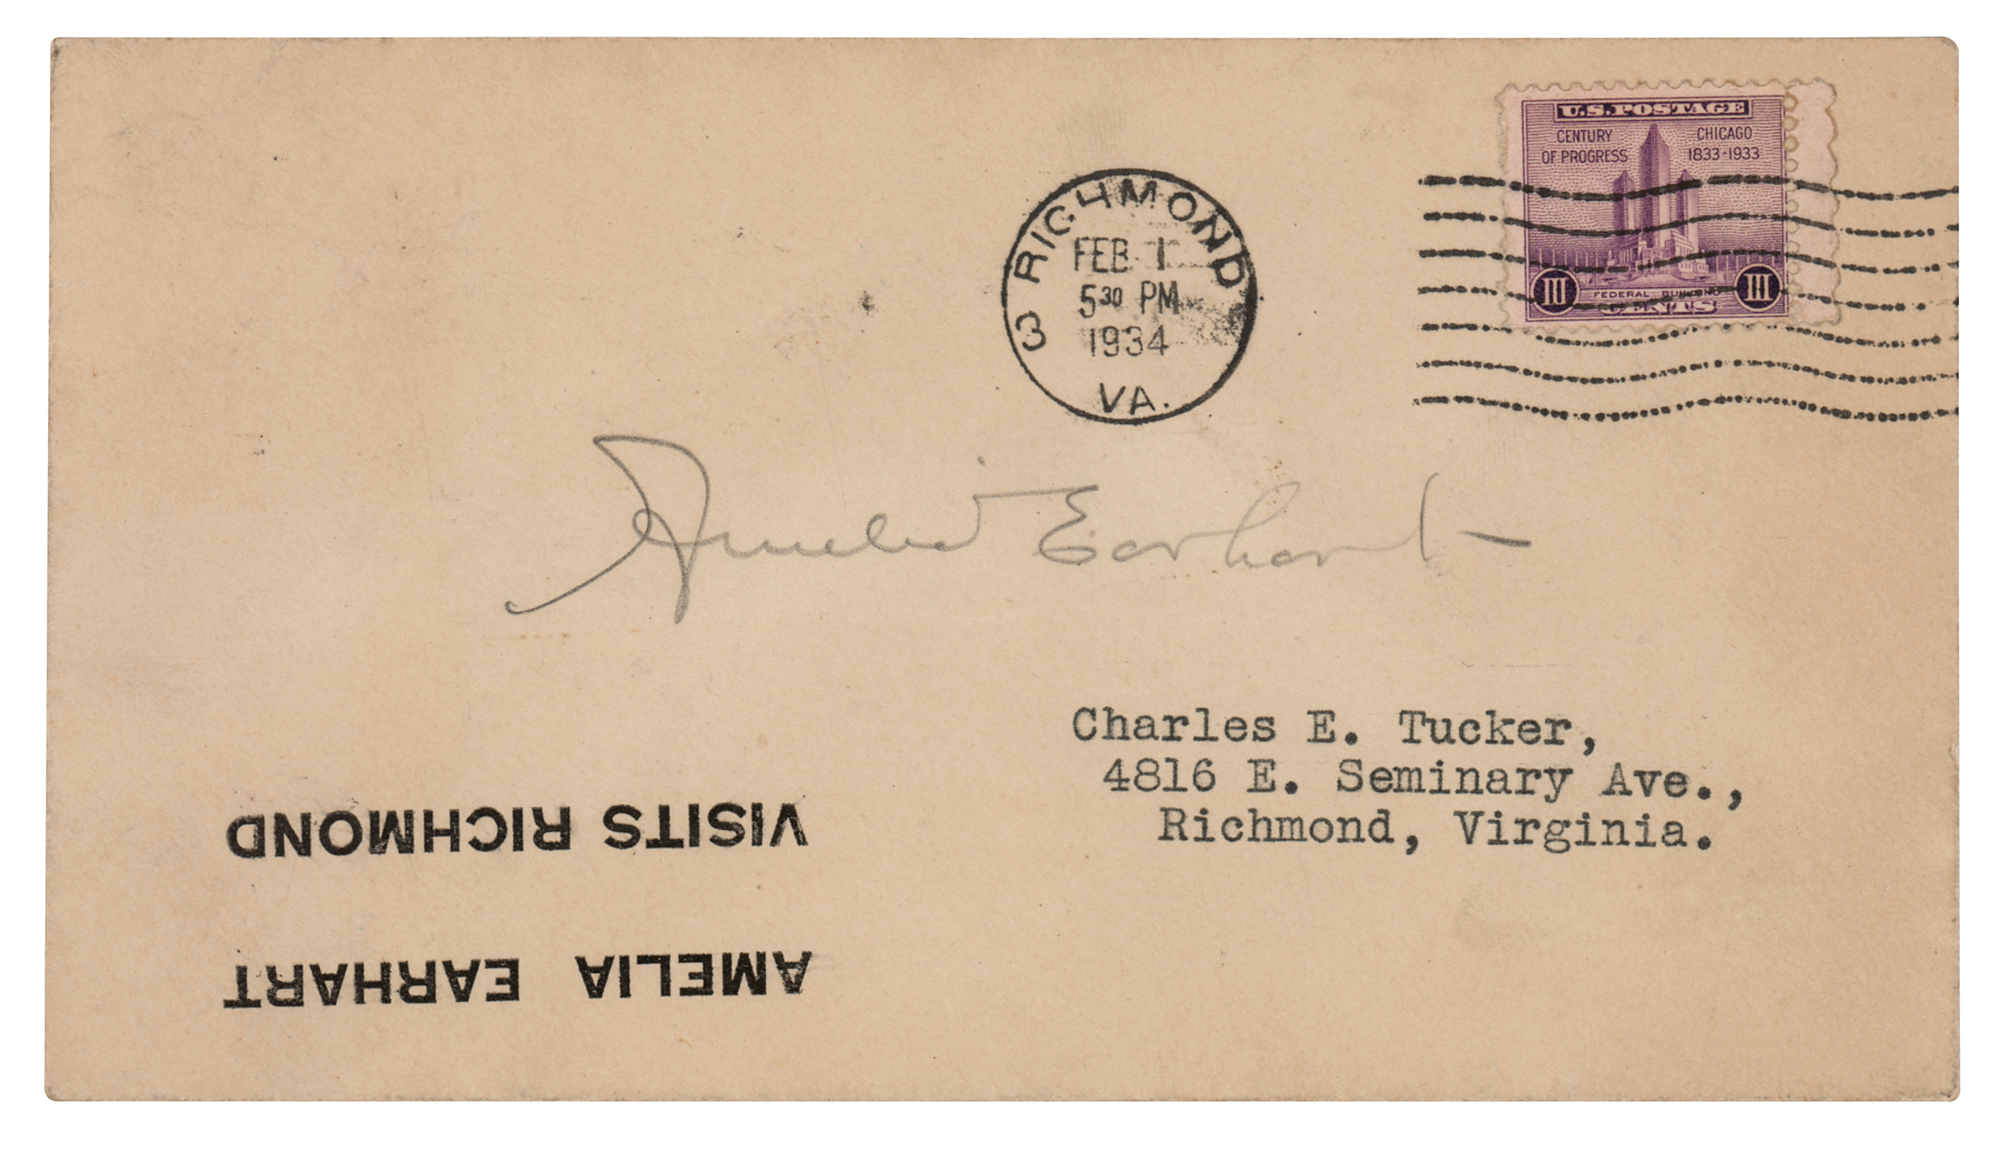 U.S. POSTAGE
CENTURY OF PROGRESS
CHICAGO 1833-1933
III FEDERAL BUILDING III
CENTS
3 RICHMOND
FEB 1
5 30 PM
1934
VA.
Amelia Earhart
Charles E. Tucker,
4816 E. Seminary Ave.,
Richmond, Virginia.
AMELIA EARHART
VISITS RICHMOND